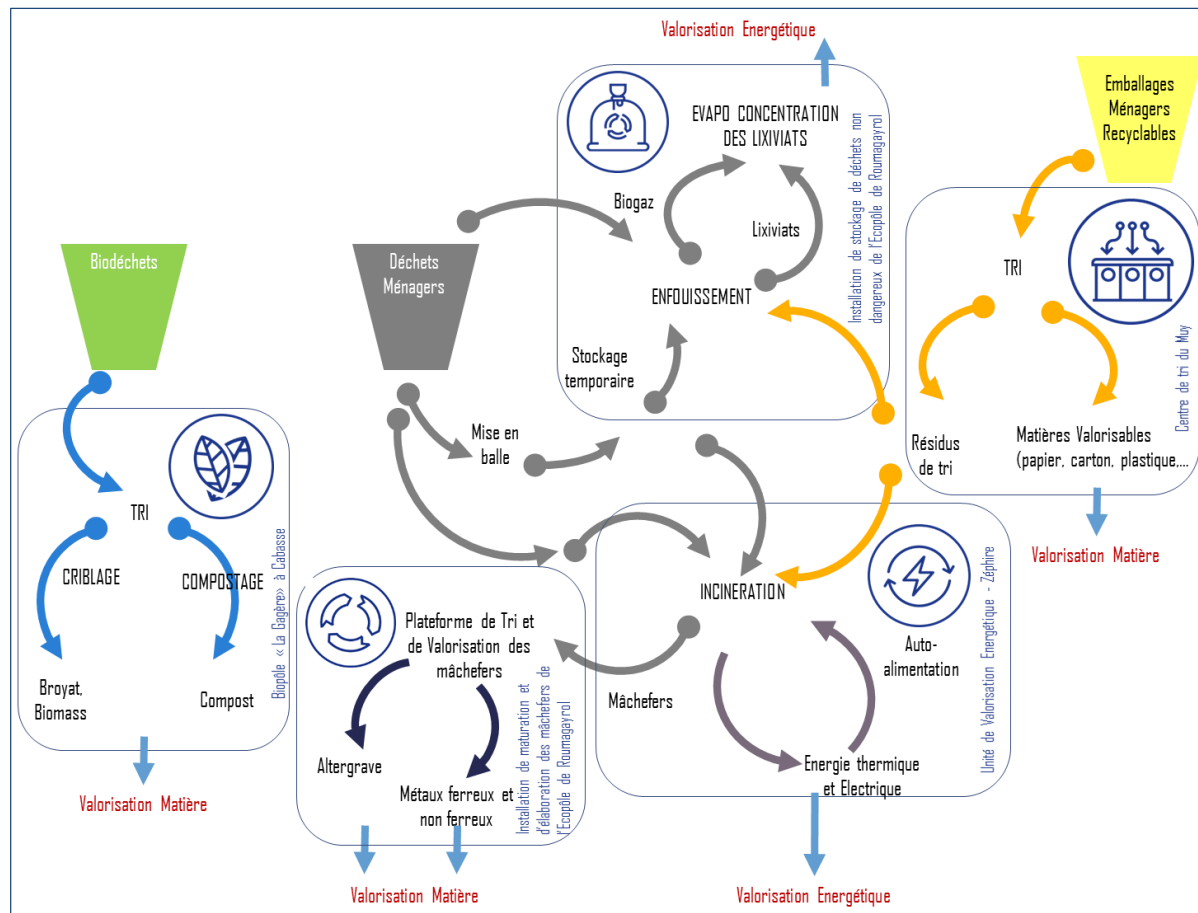 Valorisation Energétique
Emballages
Ménagers
Recyclables
EVAPO CONCENTRATION
DES LIXIVIATS
Biogaz
Lixiviats
ENFOUISSEMENT
Stockage
temporaire
Installation de stockage de déchets non
dangereux de l'Ecopôle de Roumagayrol
TRI
Résidus
de tri
Matières Valorisables
(papier, carton, plastique,...
Centre de tri du Muy
Valorisation Matière
Biodéchets
Déchets
Ménagers
Mise en
balle
TRI
CRIBLAGE
COMPOSTAGE
Broyat,
Biomass
Compost
Biopôle « La Gagère» à Cabasse
Valorisation Matière
Plateforme de Tri et
de Valorisation des
mâchefers
Altergrave
Métaux ferreux et
non ferreux
Installation de maturation et
d'élaboration des mâchefers de
l'Ecopôle de Roumagayrol
Valorisation Matière
INCINERATION
Mâchefers
Auto-
alimentation
Energie thermique
et Electrique
Unité de Valorisation Energétique - Zéphire
Valorisation Energétique